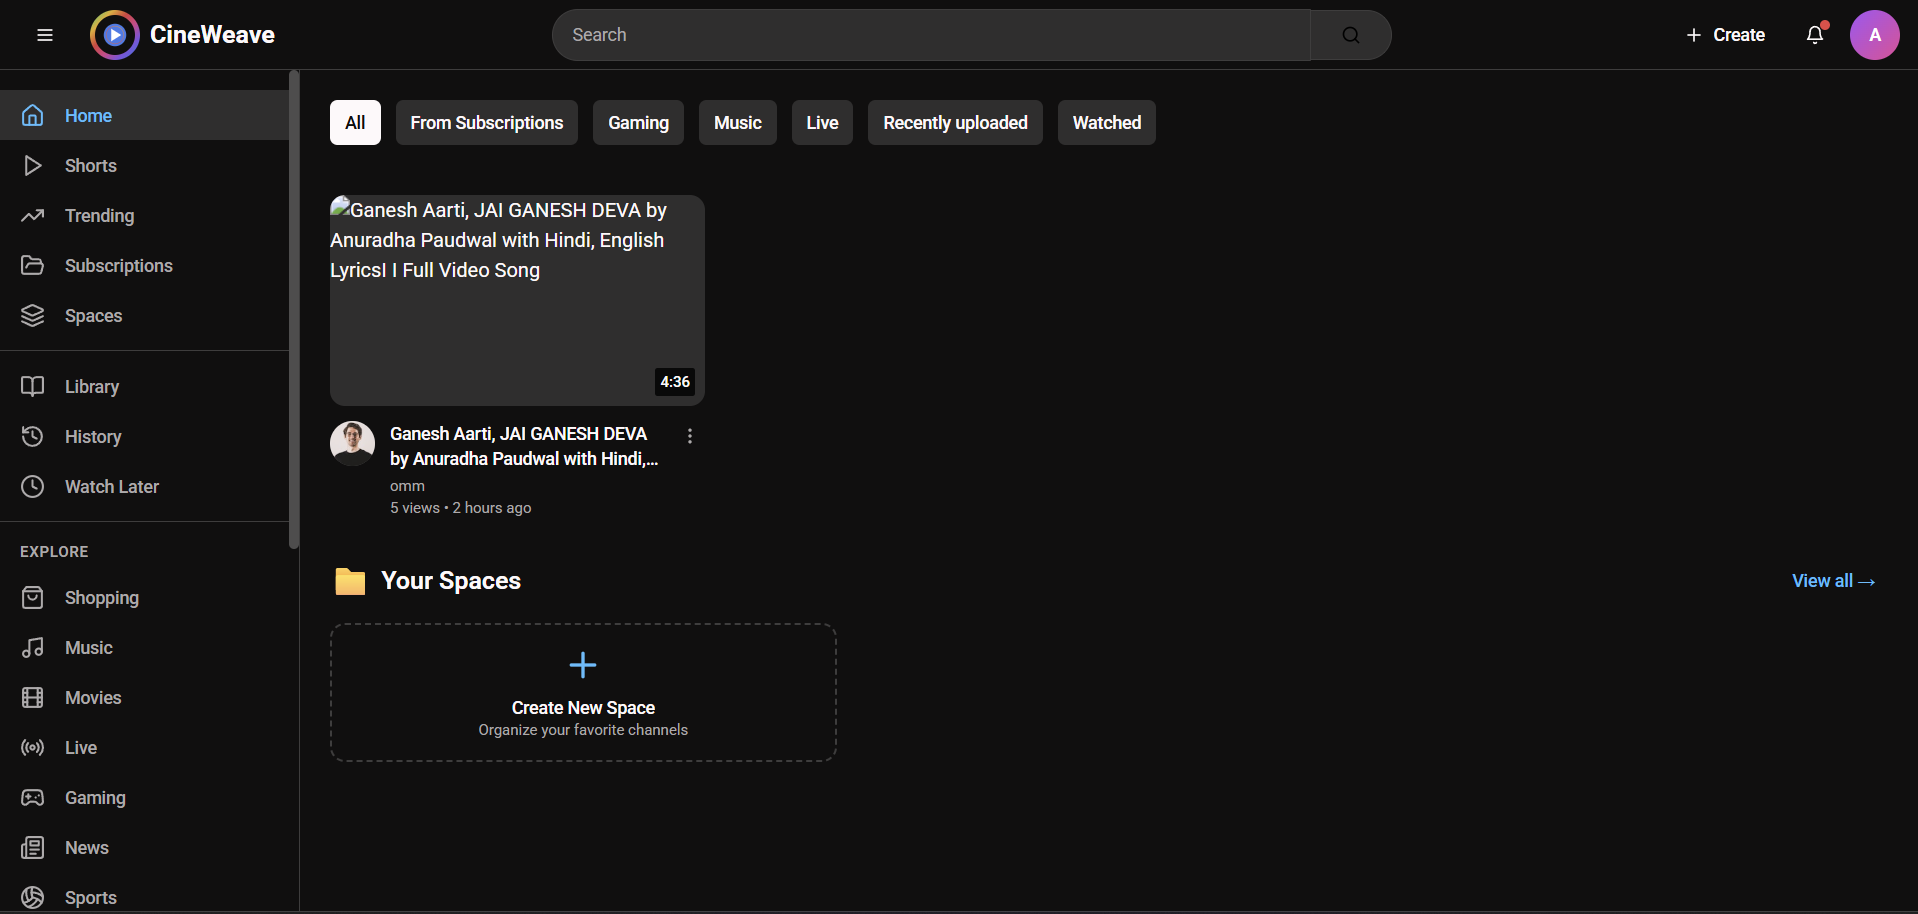 CineWeave
Search
Create
A
Home
Shorts
Trending
Subscriptions
Spaces
Library
History
Watch Later
EXPLORE
Shopping
Music
Movies
Live
Gaming
News
Sports
All
From Subscriptions
Gaming
Music
Live
Recently uploaded
Watched
Ganesh Aarti, JAI GANESH DEVA by
Anuradha Paudwal with Hindi, English
LyricsI I Full Video Song
4:36
Ganesh Aarti, JAI GANESH DEVA
by Anuradha Paudwal with Hindi,...
omm
5 views • 2 hours ago
Your Spaces
View all →
Create New Space
Organize your favorite channels